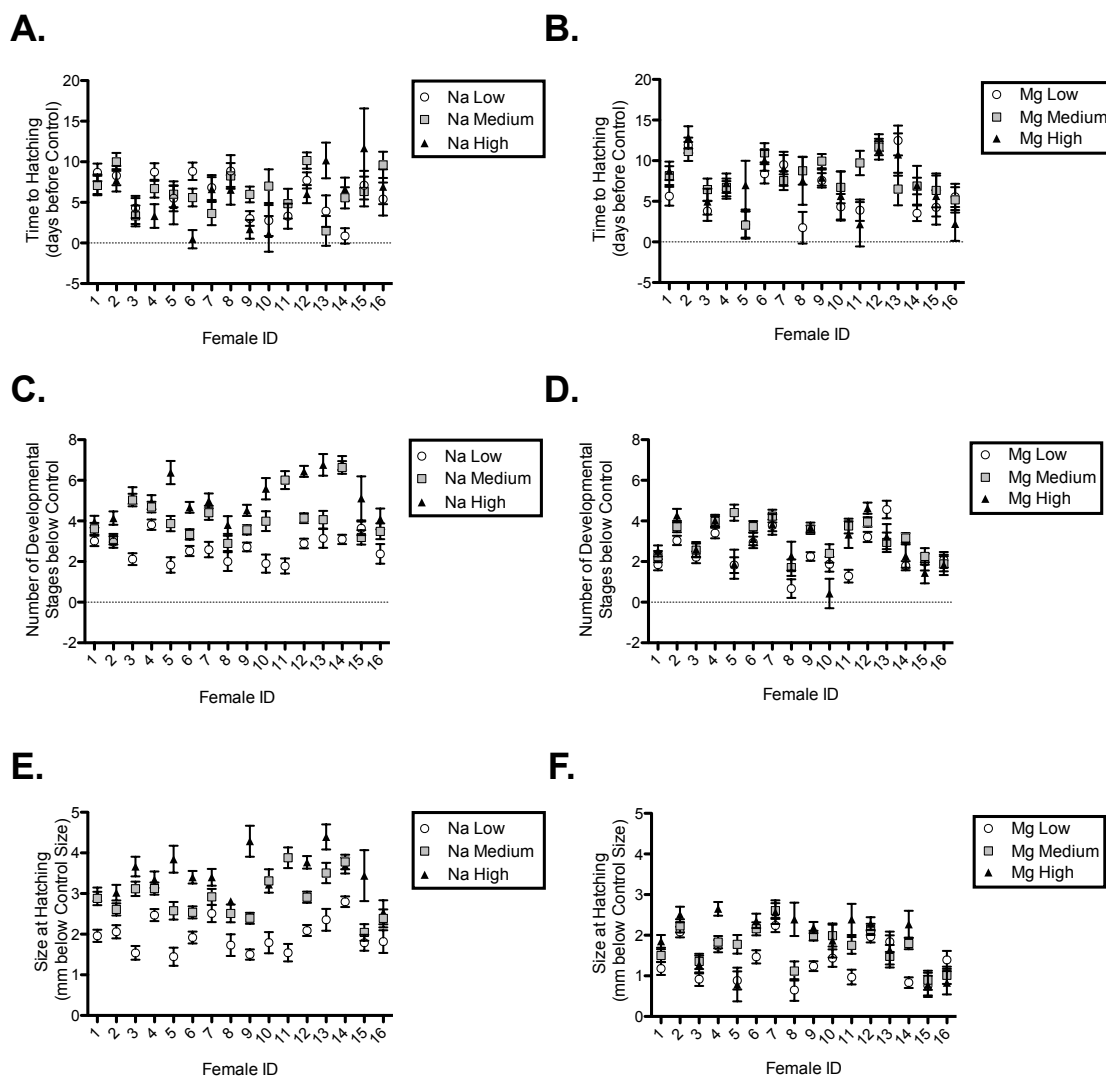 A.
20
15
10
5
0
-5
Time to Hatching
(days before Control)
1 2 3 4 5 6 7 8 9 10 11 12 13 14 15 16
Female ID
Na Low
Na Medium
Na High
B.
20
15
10
5
0
-5
Time to Hatching
(days before Control)
1 2 3 4 5 6 7 8 9 10 11 12 13 14 15 16
Female ID
Mg Low
Mg Medium
Mg High
C.
8
6
4
2
0
-2
Number of Developmental
Stages below Control
1 2 3 4 5 6 7 8 9 10 11 12 13 14 15 16
Female ID
Na Low
Na Medium
Na High
D.
8
6
4
2
0
-2
Number of Developmental
Stages below Control
1 2 3 4 5 6 7 8 9 10 11 12 13 14 15 16
Female ID
Mg Low
Mg Medium
Mg High
E.
5
4
3
2
1
0
Size at Hatching
(mm below Control Size)
1 2 3 4 5 6 7 8 9 10 11 12 13 14 15 16
Female ID
Na Low
Na Medium
Na High
F.
5
4
3
2
1
0
Size at Hatching
(mm below Control Size)
1 2 3 4 5 6 7 8 9 10 11 12 13 14 15 16
Female ID
Mg Low
Mg Medium
Mg High